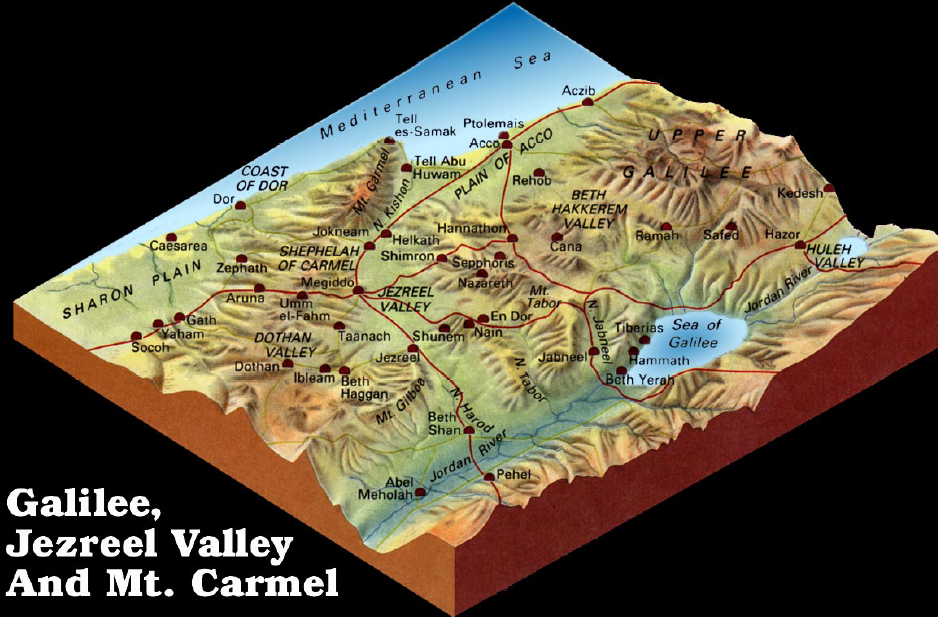 Mediterranean Sea
Aczib
Tell
es-Samak
Ptolemais
Acco
PLAIN OF ACCO
UPPER
GALILEE
Tell Abu
Huwam
Rehob
COAST
OF DOR
Mt. Carmel
N. Kishon
BETH
HAKKEREM
VALLEY
Kedesh
Dor
Jokneam
Helkath
Hannathon
Cana
Ramah
Safed
Hazor
HULEH
VALLEY
Caesarea
SHEPHELAH
OF CARMEL
Shimron
Sepphoris
Nazareth
Zephath
SHARON PLAIN
Megiddo
JEZREEL
VALLEY
Mt.
Tabor
Jordan River
Aruna
Umm
el-Fahm
En Dor
N. Jabneel
Tiberias
Sea of
Galilee
Gath
Yaham
Socoh
Taanach
Shunem
Nain
DOTHAN
VALLEY
Jezreel
Jabneel
Hammath
Beth Yerah
Dothan
Ibleam
Beth
Haggan
Mt. Gilboa
N. Tabor
N. Harod
Beth
Shan
Jordan River
Pehel
Abel
Meholah
Galilee,
Jezreel Valley
And Mt. Carmel